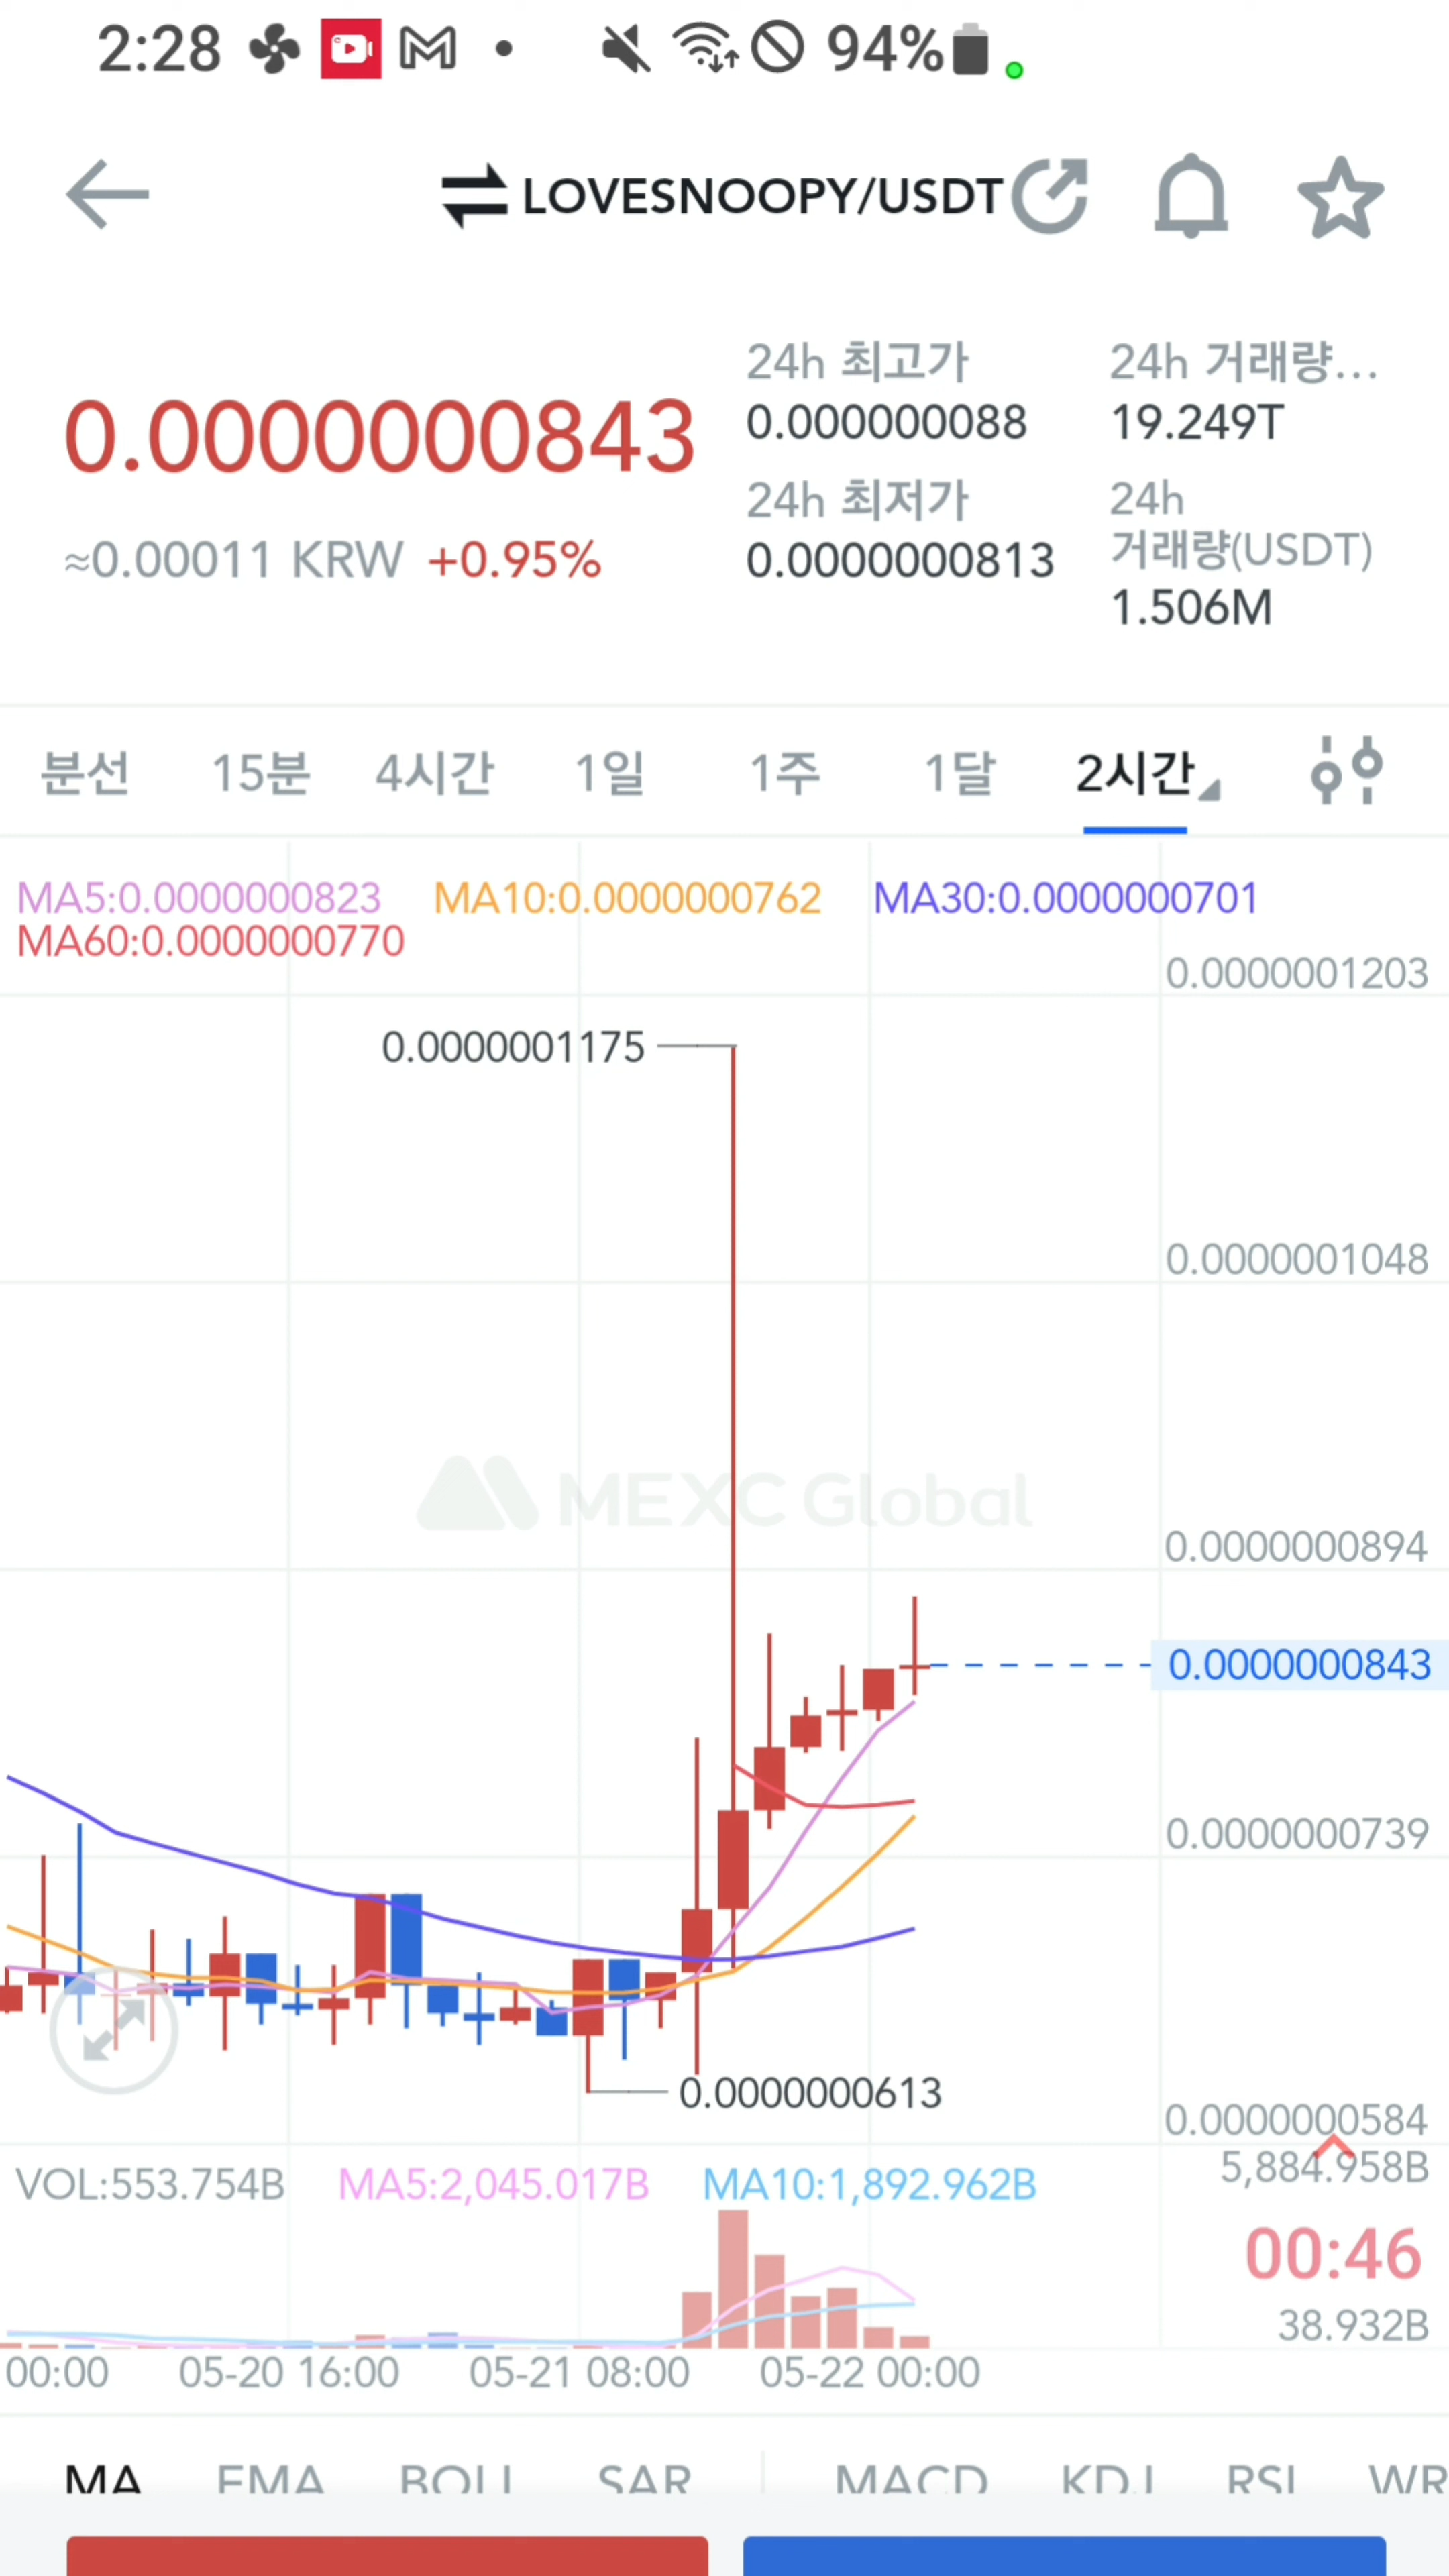 2:28 94%
LOVESNOOPY/USDT
0.0000000843
≈0.00011 KRW +0.95%
24h 최고가
0.000000088
24h 최저가
0.0000000813
24h 거래량...
19.249T
24h
거래량(USDT)
1.506M
분선 15분 4시간 1일 1주 1달 2시간
MA5:0.0000000823 MA10:0.0000000762 MA30:0.0000000701
MA60:0.0000000770
0.0000001203
0.0000001175
0.0000001048
MEXC Global
0.0000000894
0.0000000843
0.0000000739
0.0000000613
0.0000000584
VOL:553.754B MA5:2,045.017B MA10:1,892.962B
5,884.958B
00:46
38.932B
00:00 05-20 16:00 05-21 08:00 05-22 00:00
MA EMA BOLL SAR MACD KDJ RSI WR